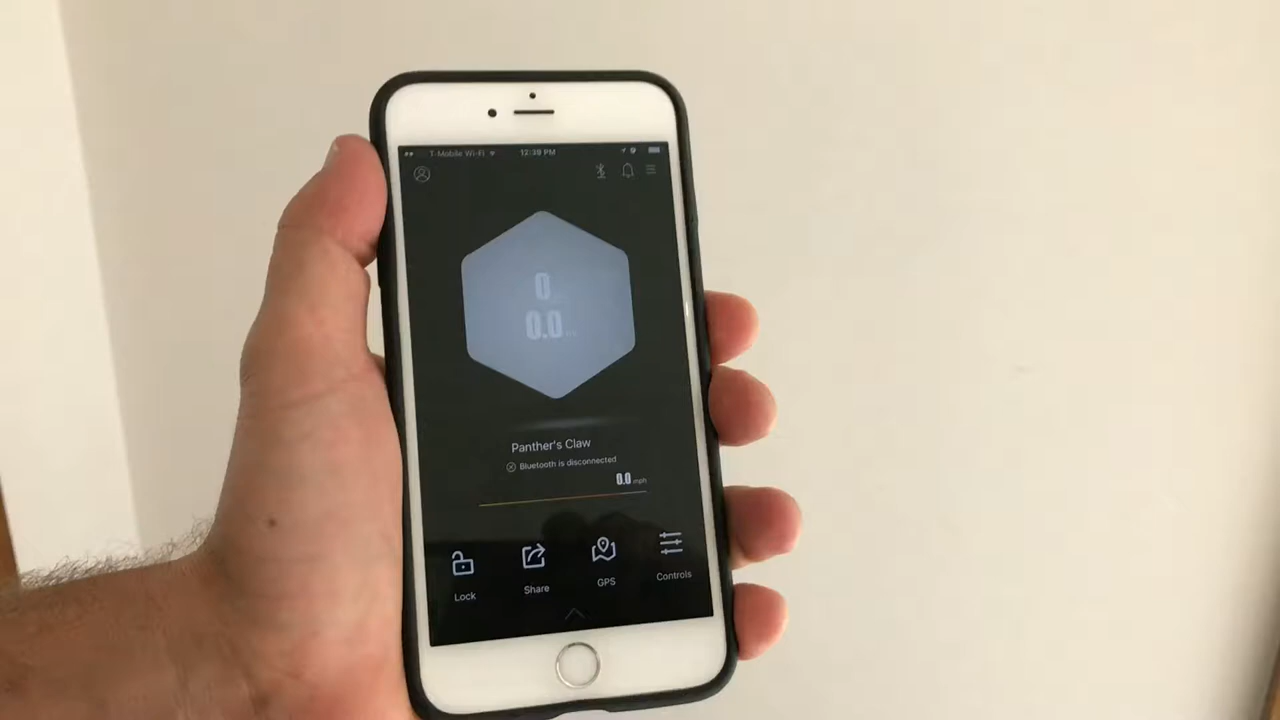 T-Mobile Wi-Fi 12:39 PM
0
0.0
Panther's Claw
Bluetooth is disconnected
0.0 mph
Lock Share GPS Controls